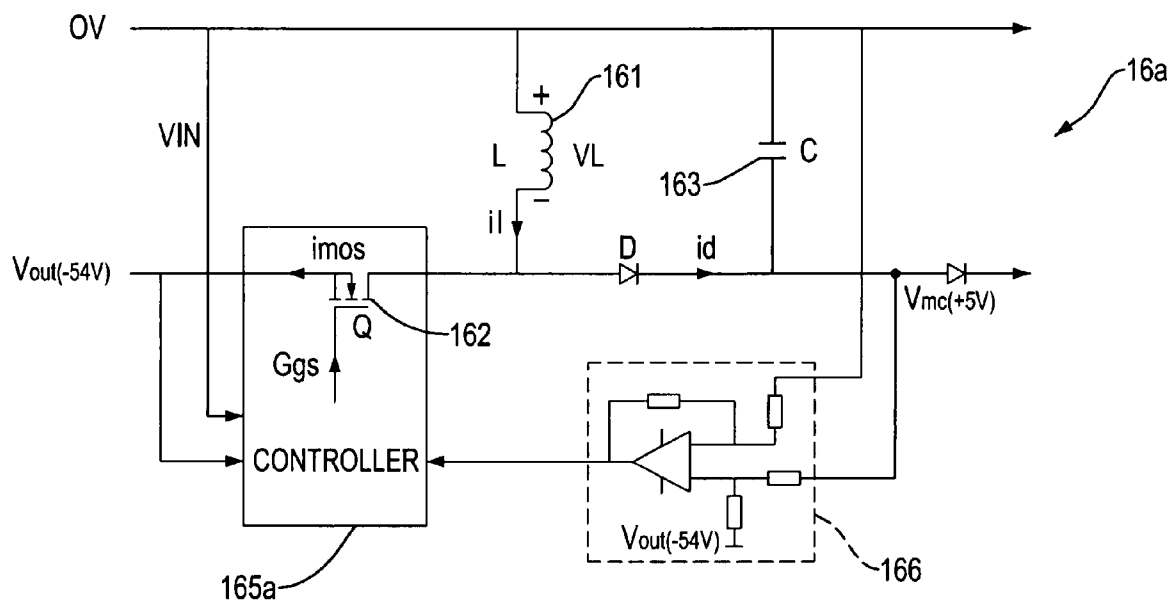 OV
16a
161
VIN
+
L
VL
C
163
−
il
imos
D
id
Vout(-54V)
Vmc(+5V)
Q
162
Ggs
CONTROLLER
Vout(-54V)
166
165a